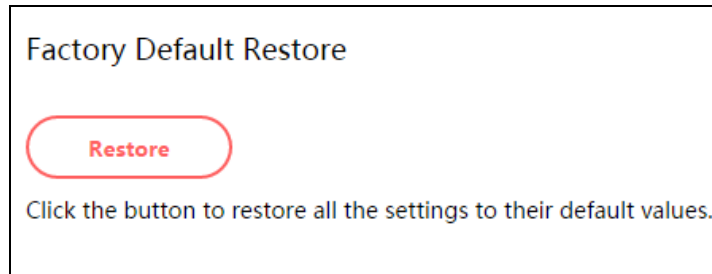 Factory Default Restore
Restore
Click the button to restore all the settings to their default values.